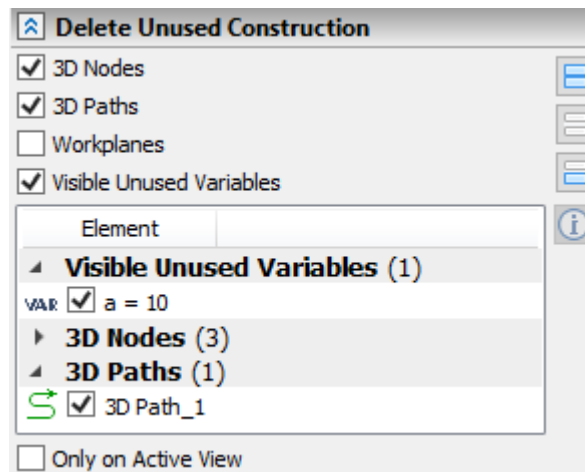 Delete Unused Construction
3D Nodes
3D Paths
Workplanes
Visible Unused Variables
Element
Visible Unused Variables (1)
VAR a = 10
3D Nodes (3)
3D Paths (1)
3D Path_1
Only on Active View